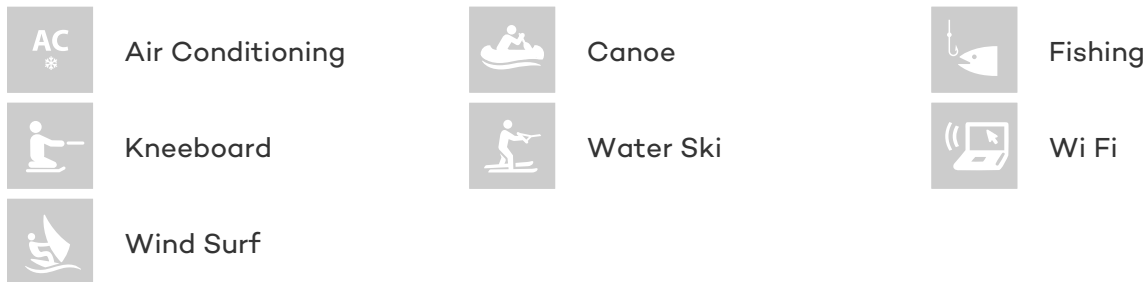 AC
Air Conditioning
Canoe
Fishing
Kneeboard
Water Ski
Wi Fi
Wind Surf